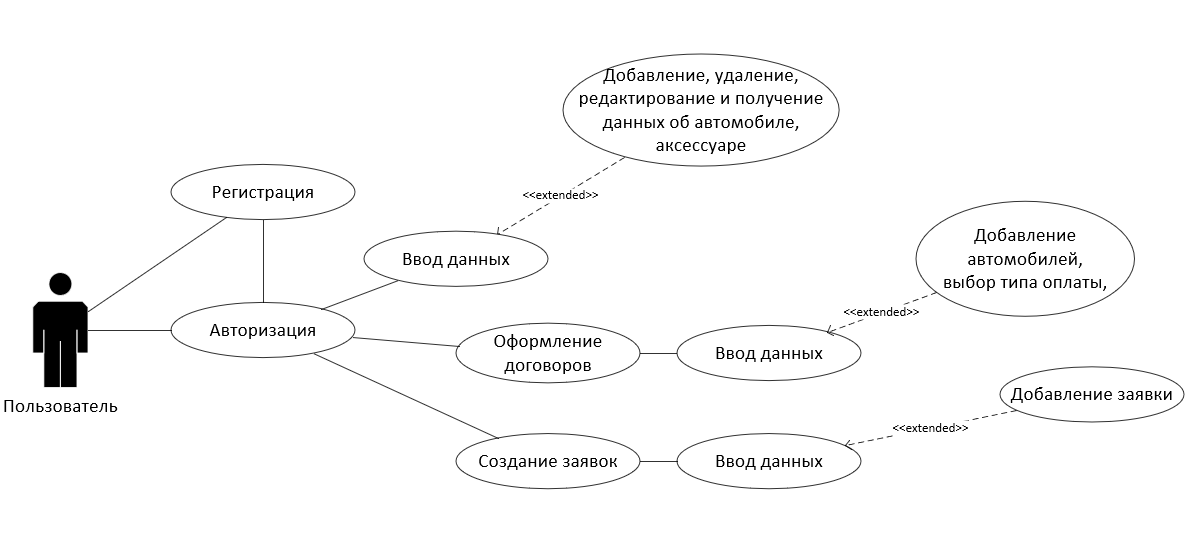 Добавление, удаление,
редактирование и получение
данных об автомобиле,
аксессуаре
<<extended>>
Регистрация
Ввод данных
Добавление
автомобилей,
выбор типа оплаты,
<<extended>>
Авторизация
Оформление
договоров
Ввод данных
Пользователь
Добавление заявки
<<extended>>
Создание заявок
Ввод данных